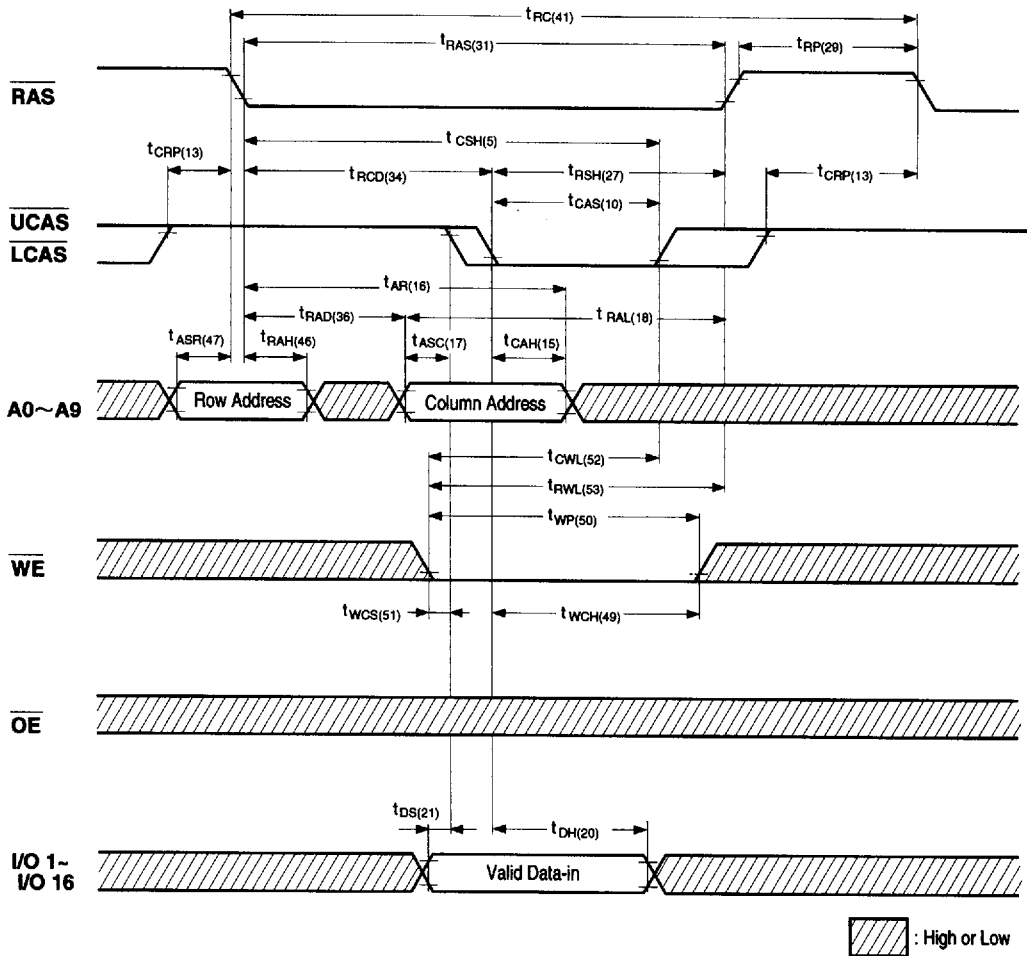 tRC(41)
tRAS(31)
tRP(29)
RAS
tCSH(5)
tCRP(13)
tRCD(34)
tRSH(27)
tCRP(13)
tCAS(10)
UCAS
LCAS
tAR(16)
tRAD(36)
tRAL(18)
tASR(47)
tRAH(46)
tASC(17)
tCAH(15)
A0~A9
Row Address
Column Address
tCWL(52)
tRWL(53)
tWP(50)
WE
tWCS(51)
tWCH(49)
OE
tDS(21)
tDH(20)
I/O 1~
I/O 16
Valid Data-in
: High or Low